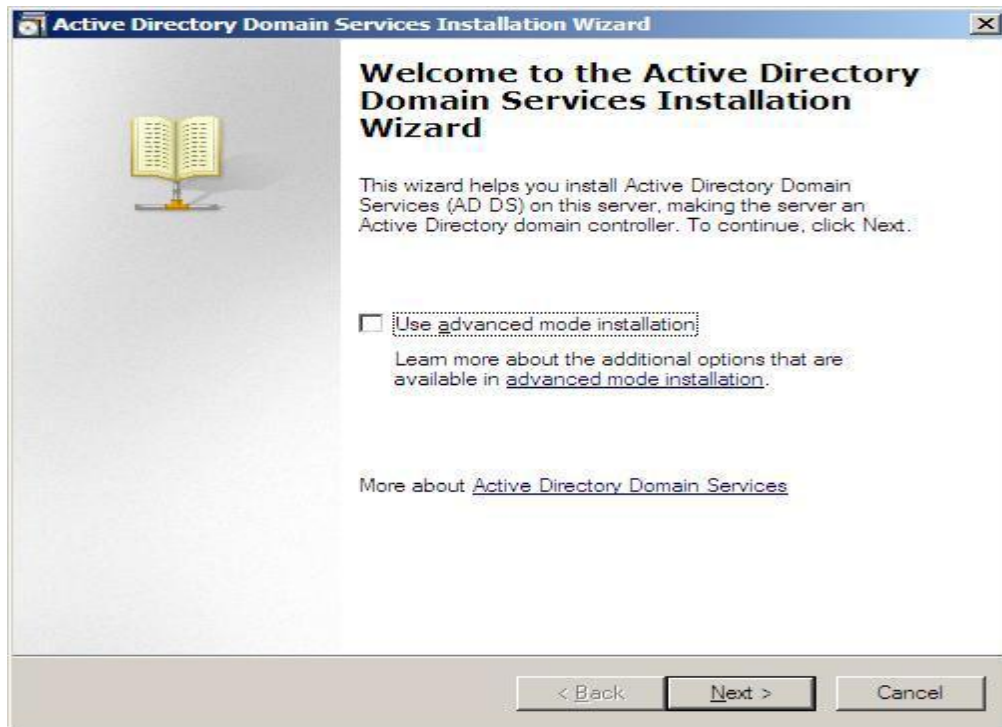 Active Directory Domain Services Installation Wizard
Welcome to the Active Directory
Domain Services Installation
Wizard
This wizard helps you install Active Directory Domain
Services (AD DS) on this server, making the server an
Active Directory domain controller. To continue, click Next.
Use advanced mode installation
Learn more about the additional options that are
available in advanced mode installation.
More about Active Directory Domain Services
< Back Next > Cancel